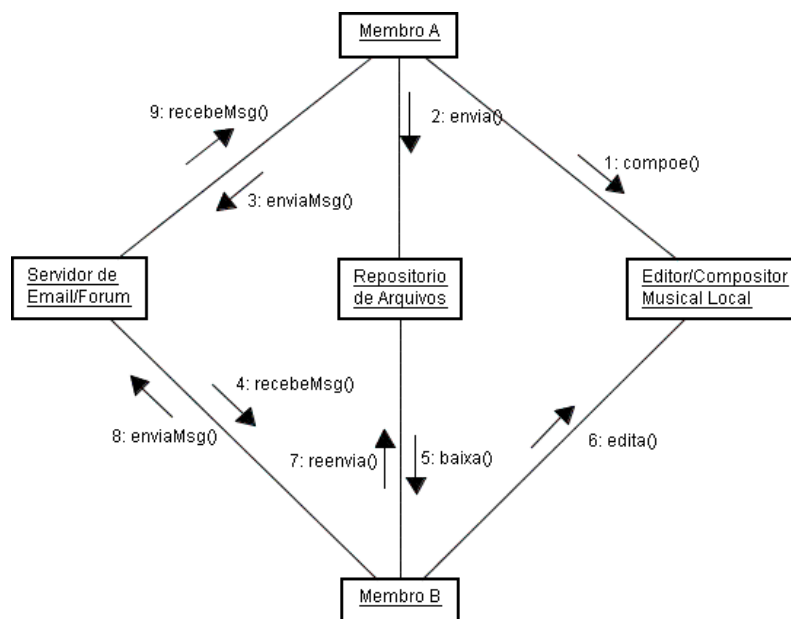 Membro A
9: recebeMsg()
2: envia()
1: compoe()
3: enviaMsg()
Servidor de
Email/Forum
Repositorio
de Arquivos
Editor/Compositor
Musical Local
4: recebeMsg()
8: enviaMsg()
7: reenvia()
5: baixa()
6: edita()
Membro B